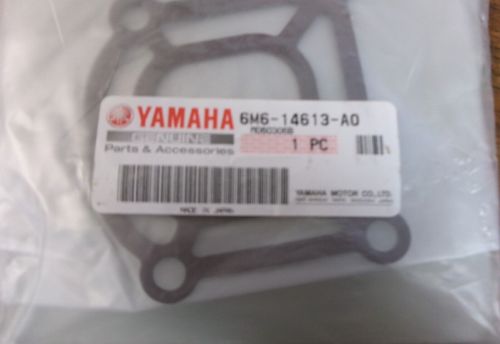 YAMAHA
6M6-14613-A0
GENUINE
Parts & Accessories
1 PC
YAMAHA MOTOR CO.,LTD.
MADE IN JAPAN